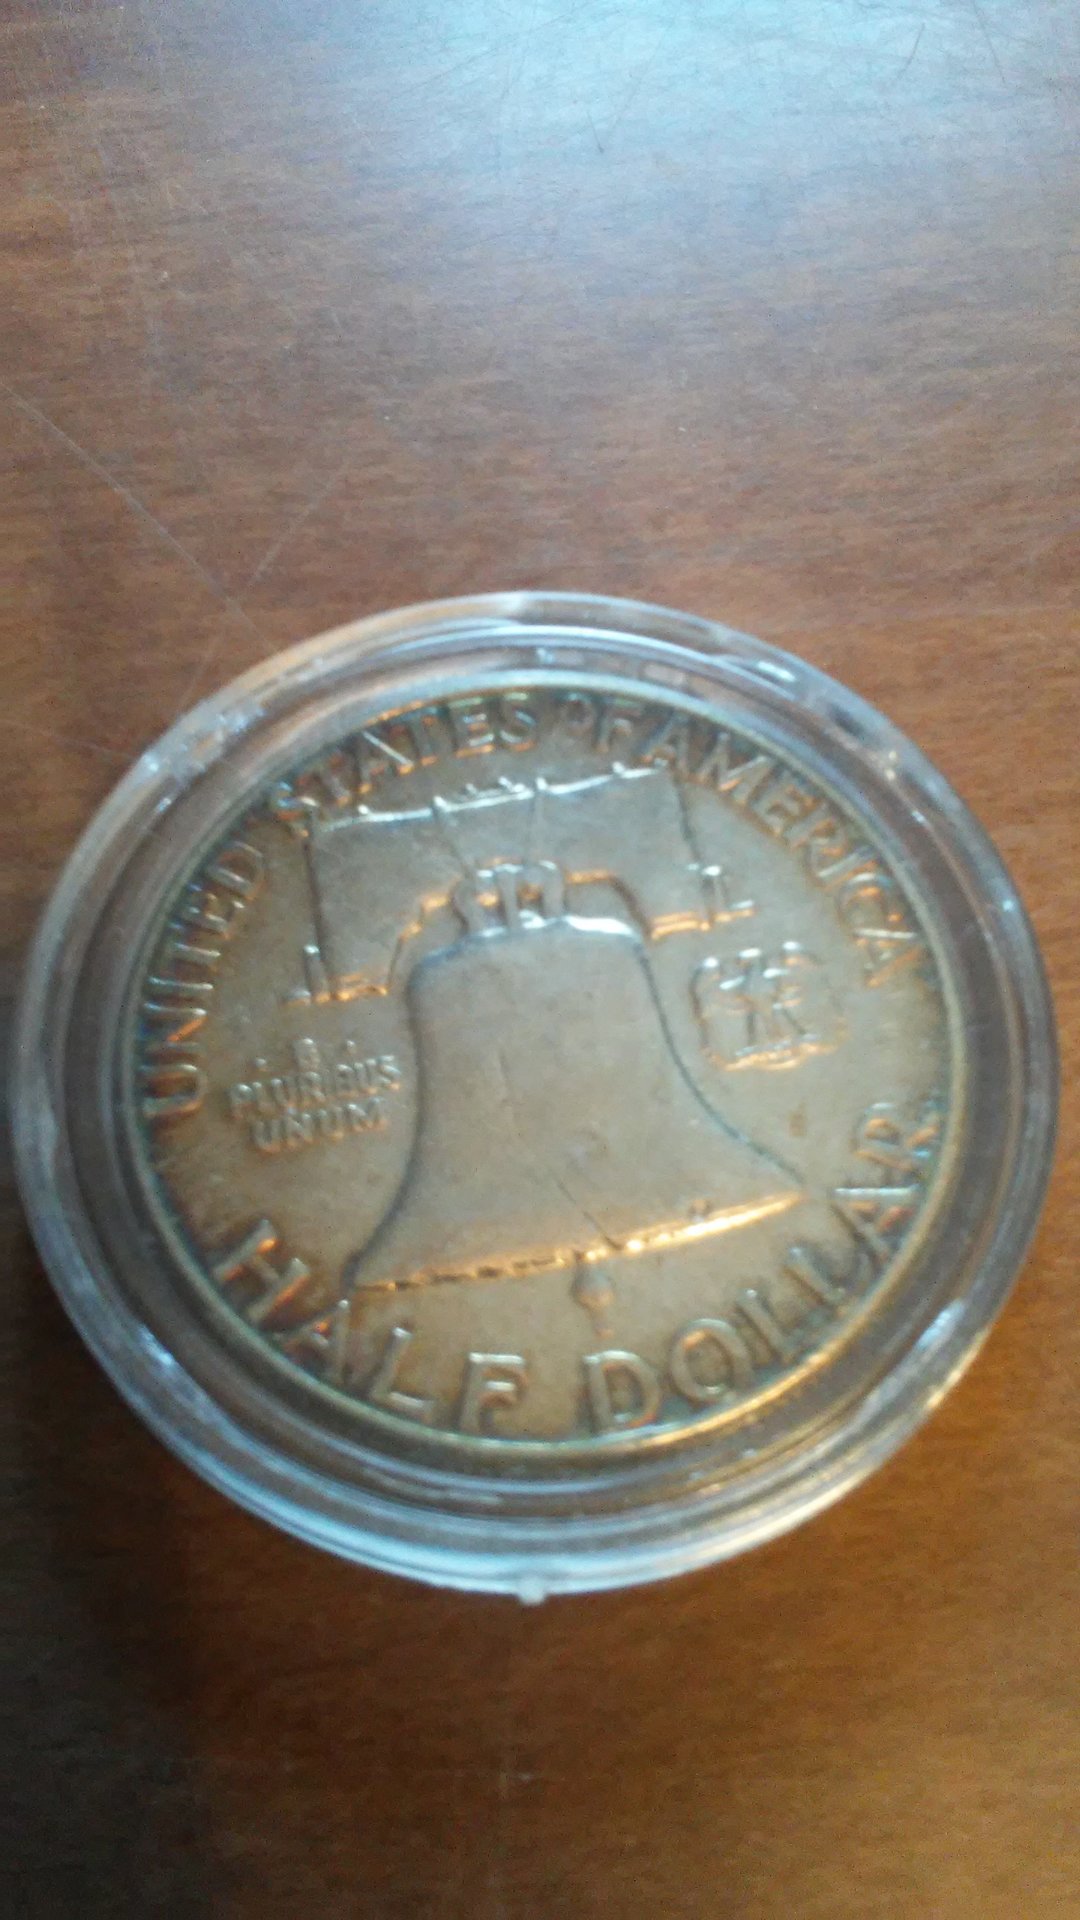 UNITED STATES OF AMERICA
E
PLURIBUS
UNUM
HALF DOLLAR